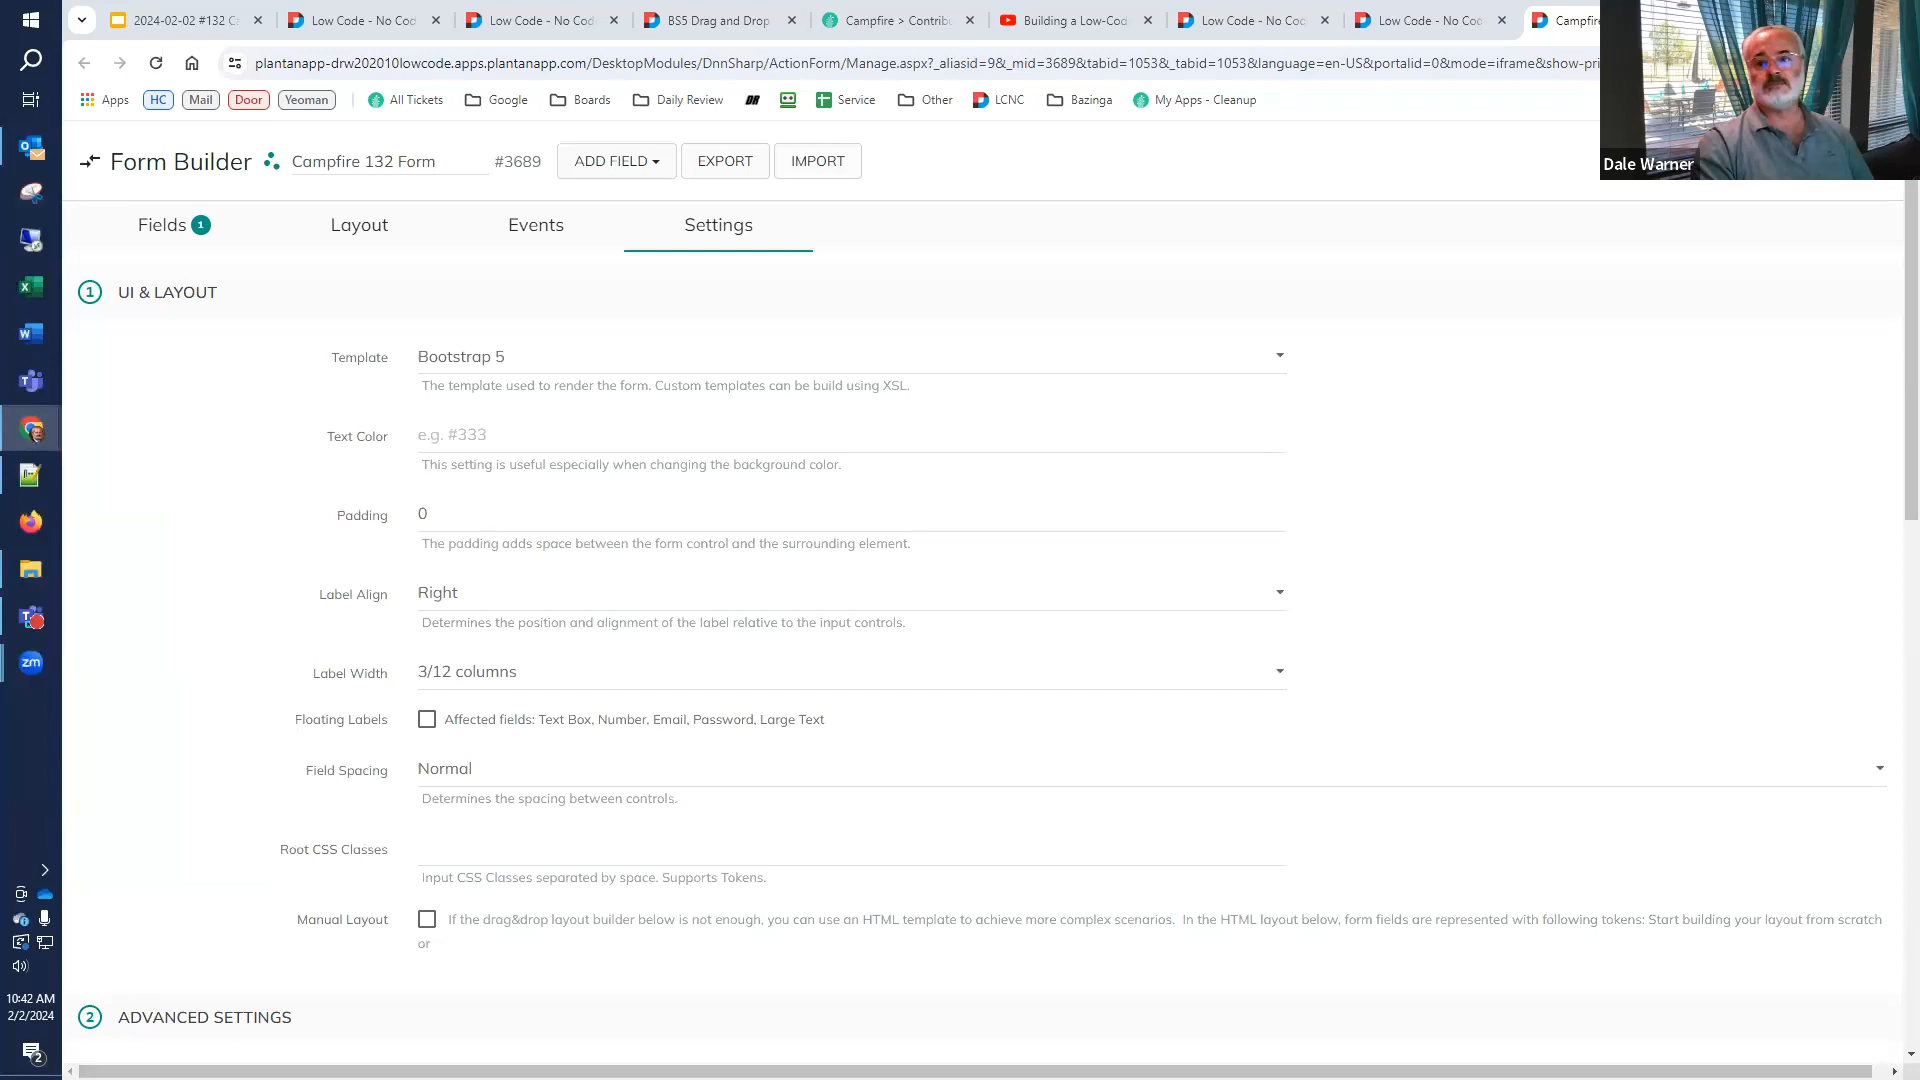 2024-02-02 #132 C
Low Code - No Cod
Low Code - No Cod
BS5 Drag and Drop
Campfire > Contribu
Building a Low-Cod
Low Code - No Cod
Low Code - No Cod
Campfire
plantanapp-drw202010lowcode.apps.plantanapp.com/DesktopModules/DnnSharp/ActionForm/Manage.aspx?_aliasid=9&_mid=3689&tabid=1053&_tabid=1053&language=en-US&portalid=0&mode=iframe&show-pri
Apps
HC
Mail
Door
Yeoman
All Tickets
Google
Boards
Daily Review
Service
Other
LCNC
Bazinga
My Apps - Cleanup
Dale Warner
Form Builder
Campfire 132 Form
#3689
ADD FIELD
EXPORT
IMPORT
Fields 1
Layout
Events
Settings
1 UI & LAYOUT
Template
Bootstrap 5
The template used to render the form. Custom templates can be build using XSL.
Text Color
e.g. #333
This setting is useful especially when changing the background color.
Padding
0
The padding adds space between the form control and the surrounding element.
Label Align
Right
Determines the position and alignment of the label relative to the input controls.
Label Width
3/12 columns
Floating Labels
Affected fields: Text Box, Number, Email, Password, Large Text
Field Spacing
Normal
Determines the spacing between controls.
Root CSS Classes
Input CSS Classes separated by space. Supports Tokens.
Manual Layout
If the drag&drop layout builder below is not enough, you can use an HTML template to achieve more complex scenarios. In the HTML layout below, form fields are represented with following tokens: Start building your layout from scratch
or
2 ADVANCED SETTINGS
zm
10:42 AM
2/2/2024
2